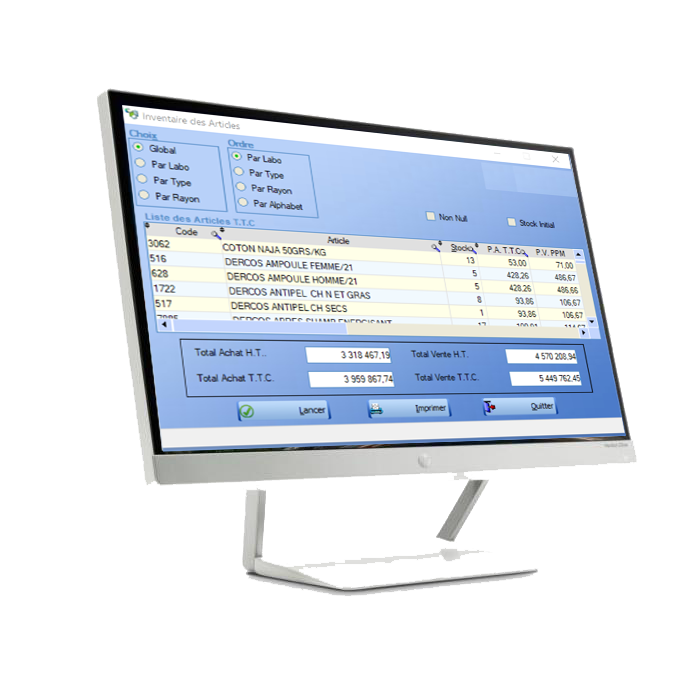 Inventaire des Articles
Choix
Global
Par Labo
Par Type
Par Rayon
Ordre
Par Labo
Par Type
Par Rayon
Par Alphabet
Non Null
Stock Initial
Liste des Articles T.T.C
Code Article Stock P.A. T.T.C P.V. PPM
3062 COTON NAJA 50GRS/KG 13 53,00 71,00
516 DERCOS AMPOULE FEMME/21 5 428,26 486,67
628 DERCOS AMPOULE HOMME/21 5 428,26 486,66
1722 DERCOS ANTIPEL CH N ET GRAS 8 93,86 106,67
517 DERCOS ANTIPEL CH SECS 1 93,86 106,67
DERCOS 17
Total Achat H.T.. 3 318 467,19 Total Vente H.T. 4 570 208,94
Total Achat T.T.C. 3 959 867,74 Total Vente T.T.C. 5 449 762,45
Lancer Imprimer Quitter
hp